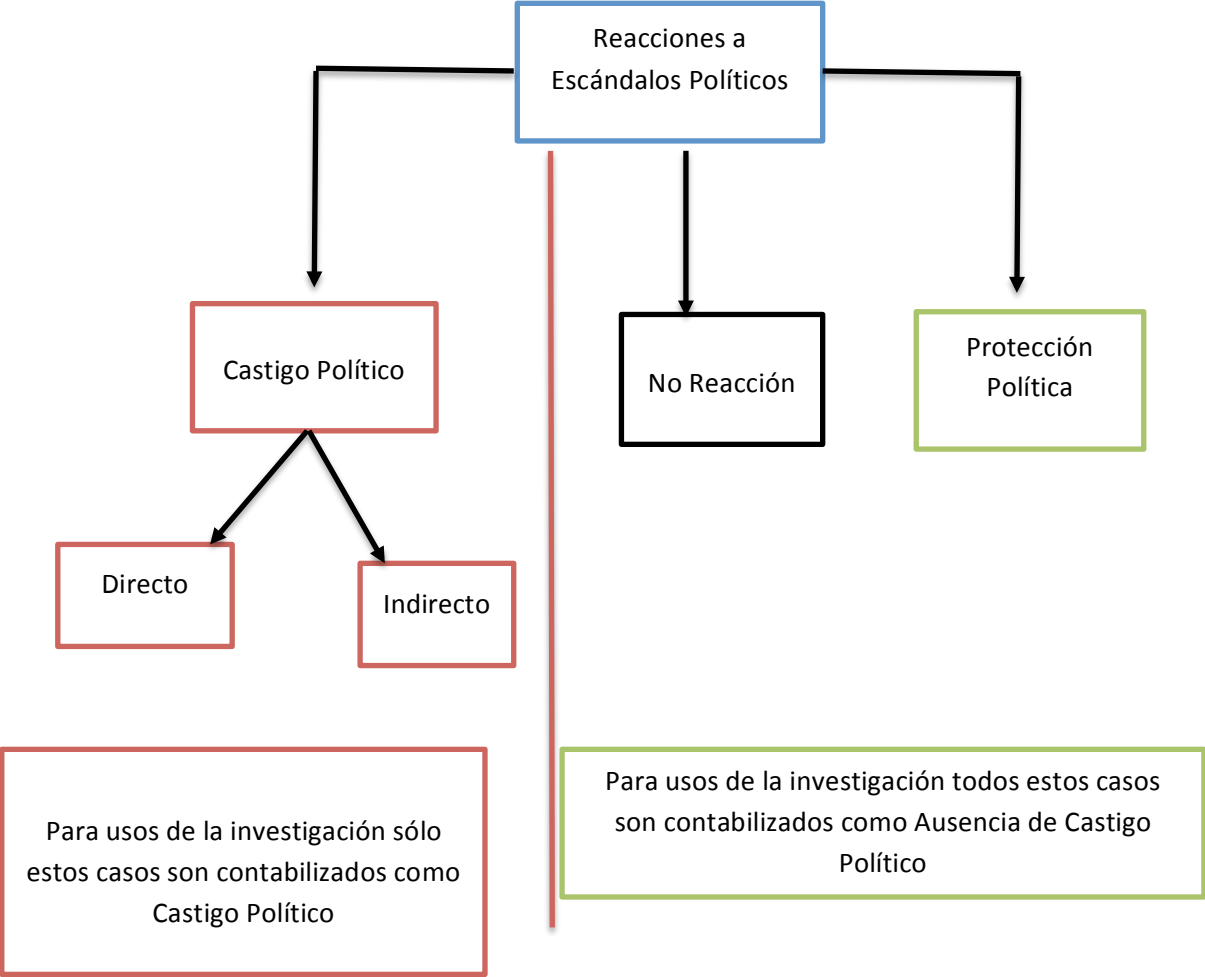 Reacciones a
Escándalos Políticos
Castigo Político
No Reacción
Protección
Política
Directo
Indirecto
Para usos de la investigación sólo
estos casos son contabilizados como
Castigo Político
Para usos de la investigación todos estos casos
son contabilizados como Ausencia de Castigo
Político